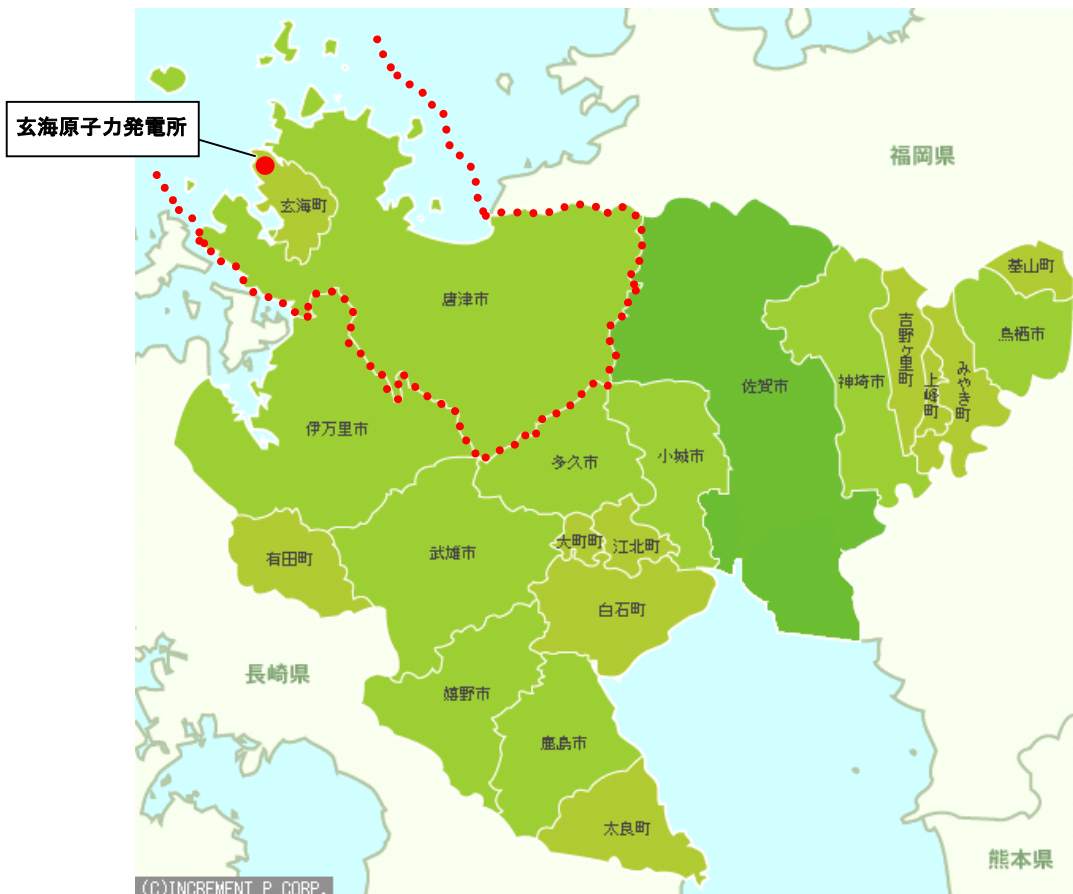 玄海原子力発電所
福岡県
玄海町
基山町
唐津市
吉野ヶ里町
鳥栖市
みやき町
上峰町
神埼市
佐賀市
伊万里市
小城市
多久市
大町町
江北町
武雄市
有田町
白石町
長崎県
嬉野市
鹿島市
太良町
熊本県
(C)INCREMENT P CORP.